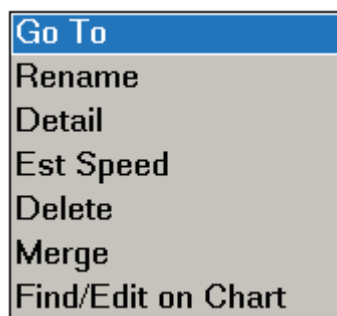 Go To
Rename
Detail
Est Speed
Delete
Merge
Find/Edit on Chart